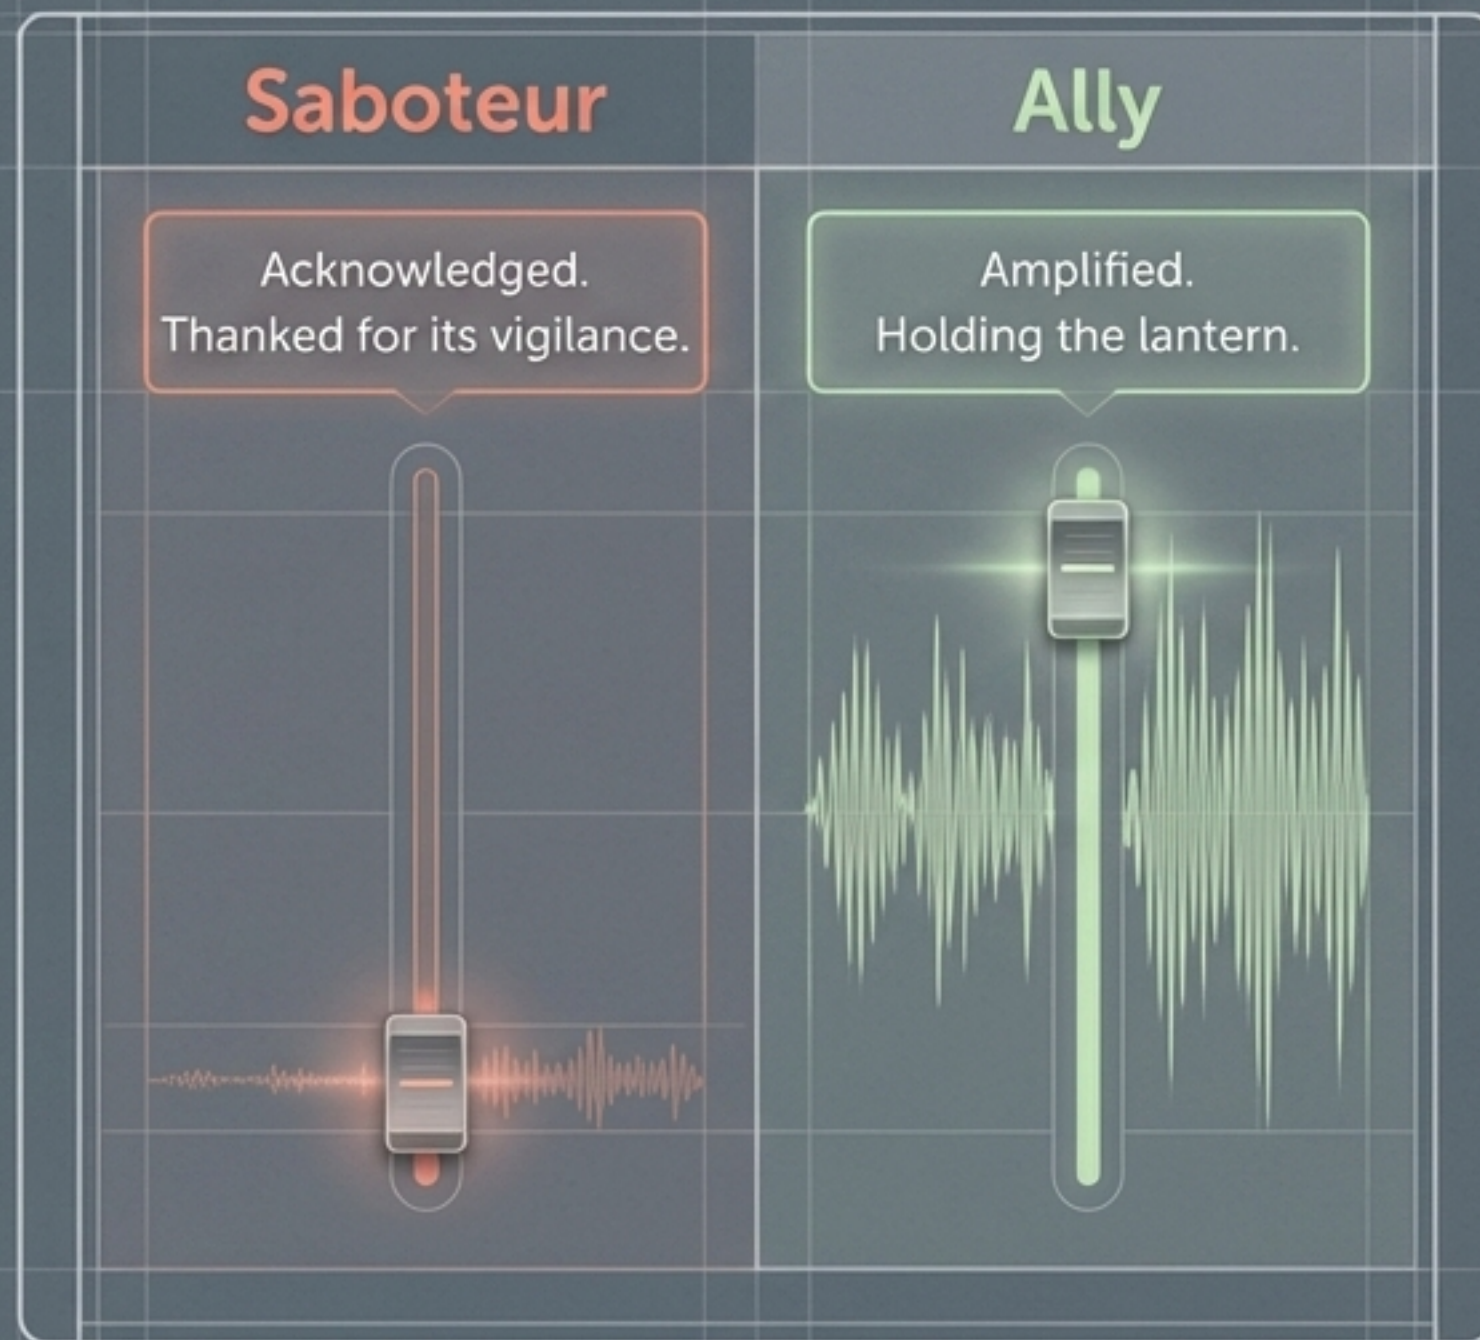 Saboteur
Ally
Acknowledged.
Thanked for its vigilance.
Amplified.
Holding the lantern.